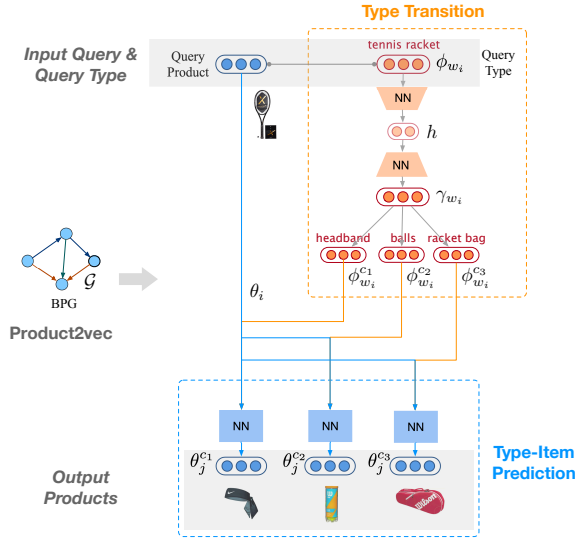 Type Transition
Input Query &
Query Type
Query
Product
tennis racket
ϕ_{w_i}
Query
Type
NN
h
NN
γ_{w_i}
headband
balls
racket bag
ϕ_{w_i}^{c_1}
ϕ_{w_i}^{c_2}
ϕ_{w_i}^{c_3}
θ_i
𝒢
BPG
Product2vec
NN
NN
NN
θ_j^{c_1}
θ_j^{c_2}
θ_j^{c_3}
Type-Item
Prediction
Output
Products
Wilson